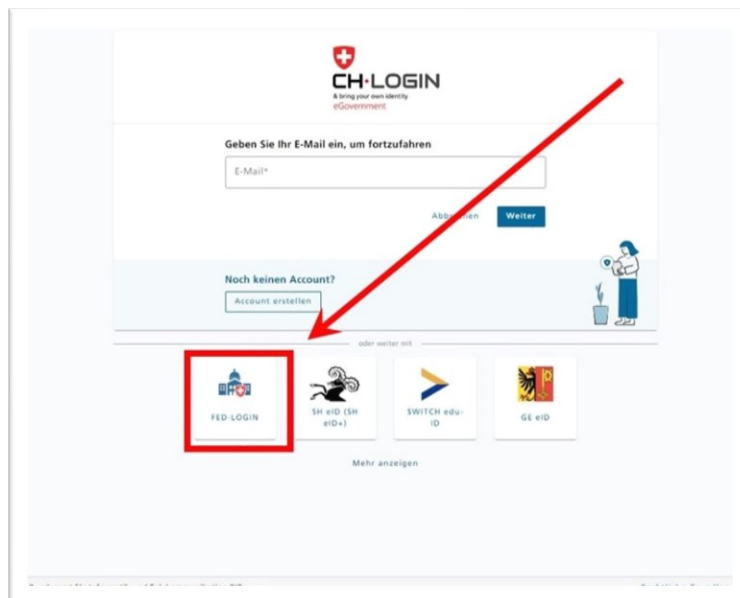 CH·LOGIN
& bring your own identity
eGovernment
Geben Sie Ihr E-Mail ein, um fortzufahren
E-Mail*
Weiter
Noch keinen Account?
Account erstellen
oder weiter mit
FED-LOGIN
SH eID (SH
eID+)
SWITCH edu-
ID
GE eID
Mehr anzeigen